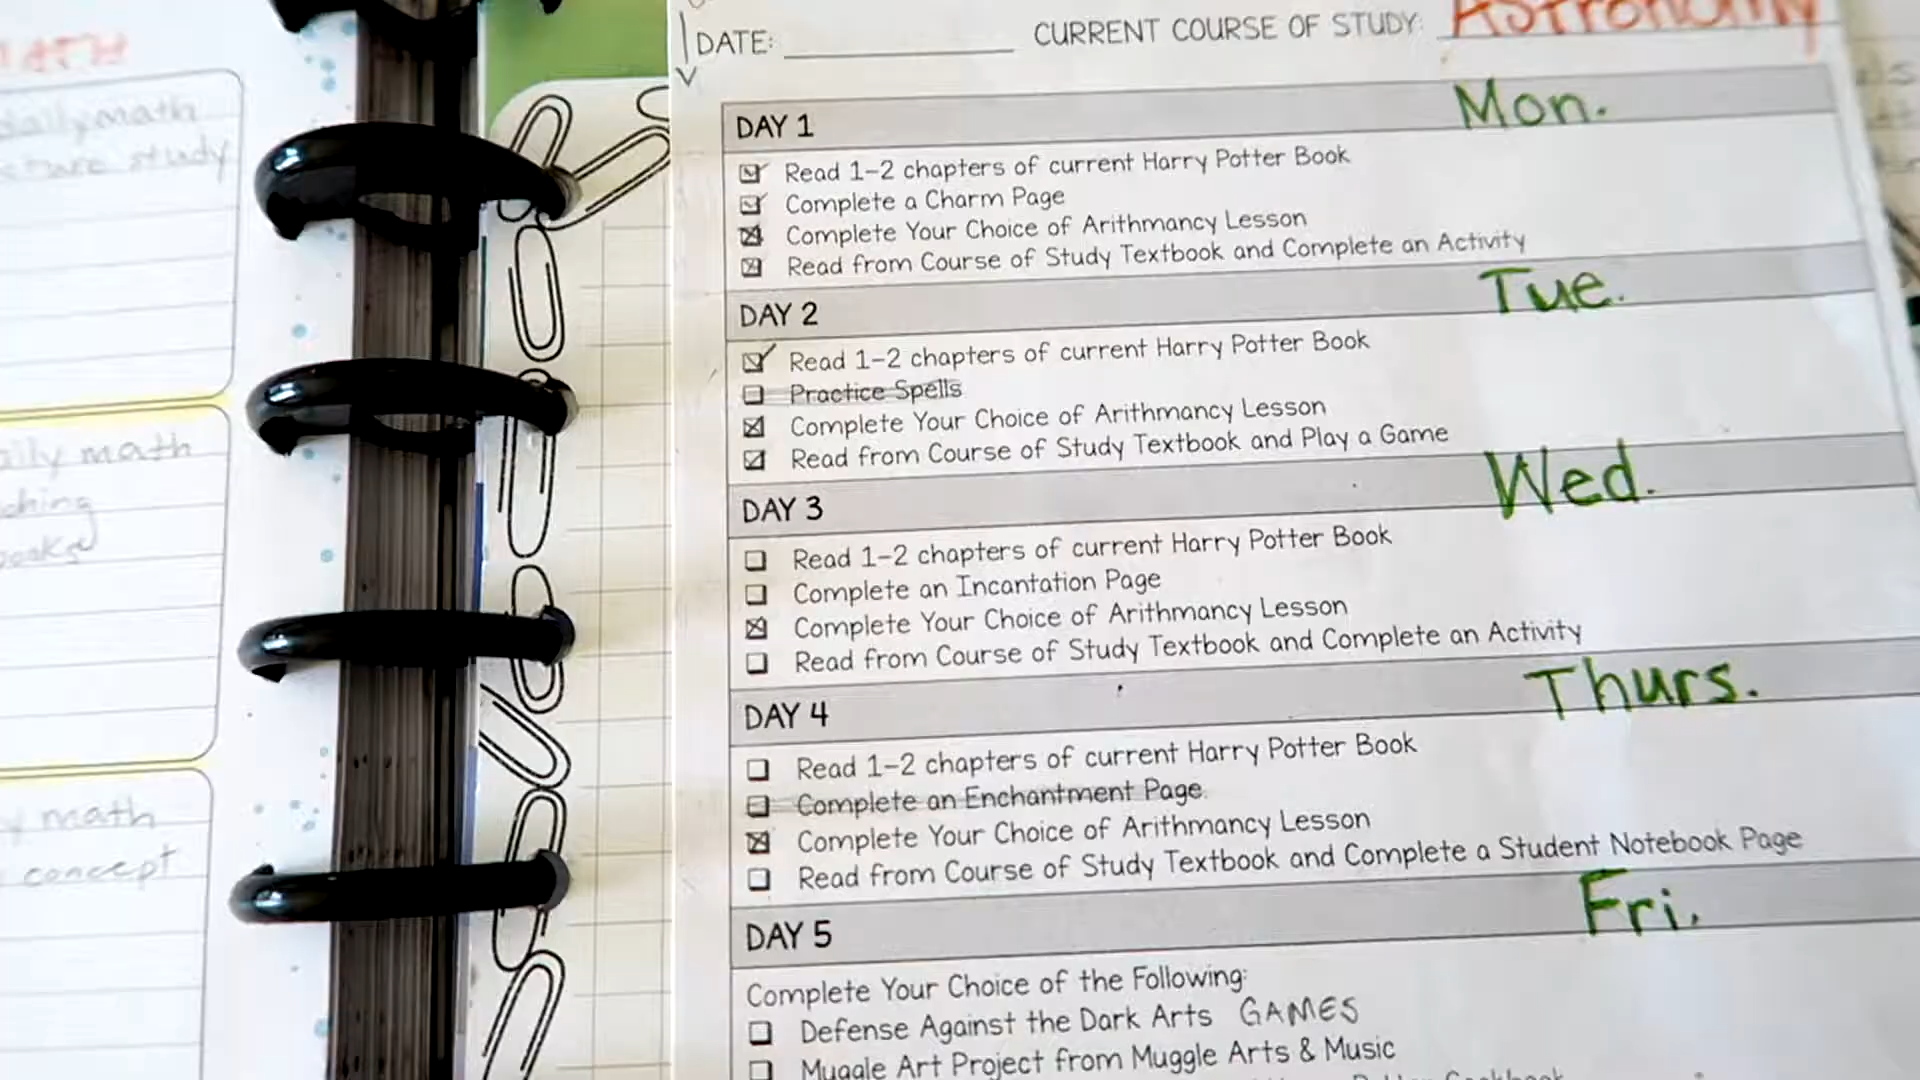 MATH
daily math
nature study
DATE:
CURRENT COURSE OF STUDY: Astronomy
DAY 1 Mon.
Read 1-2 chapters of current Harry Potter Book
Complete a Charm Page
Complete Your Choice of Arithmancy Lesson
Read from Course of Study Textbook and Complete an Activity
DAY 2 Tue.
Read 1-2 chapters of current Harry Potter Book
Practice Spells
Complete Your Choice of Arithmancy Lesson
Read from Course of Study Textbook and Play a Game
daily math
DAY 3 Wed.
Read 1-2 chapters of current Harry Potter Book
Complete an Incantation Page
Complete Your Choice of Arithmancy Lesson
Read from Course of Study Textbook and Complete an Activity
DAY 4 Thurs.
Read 1-2 chapters of current Harry Potter Book
Complete an Enchantment Page
Complete Your Choice of Arithmancy Lesson
Read from Course of Study Textbook and Complete a Student Notebook Page
math
concept
DAY 5 Fri.
Complete Your Choice of the Following:
Defense Against the Dark Arts GAMES
Muggle Art Project from Muggle Arts & Music